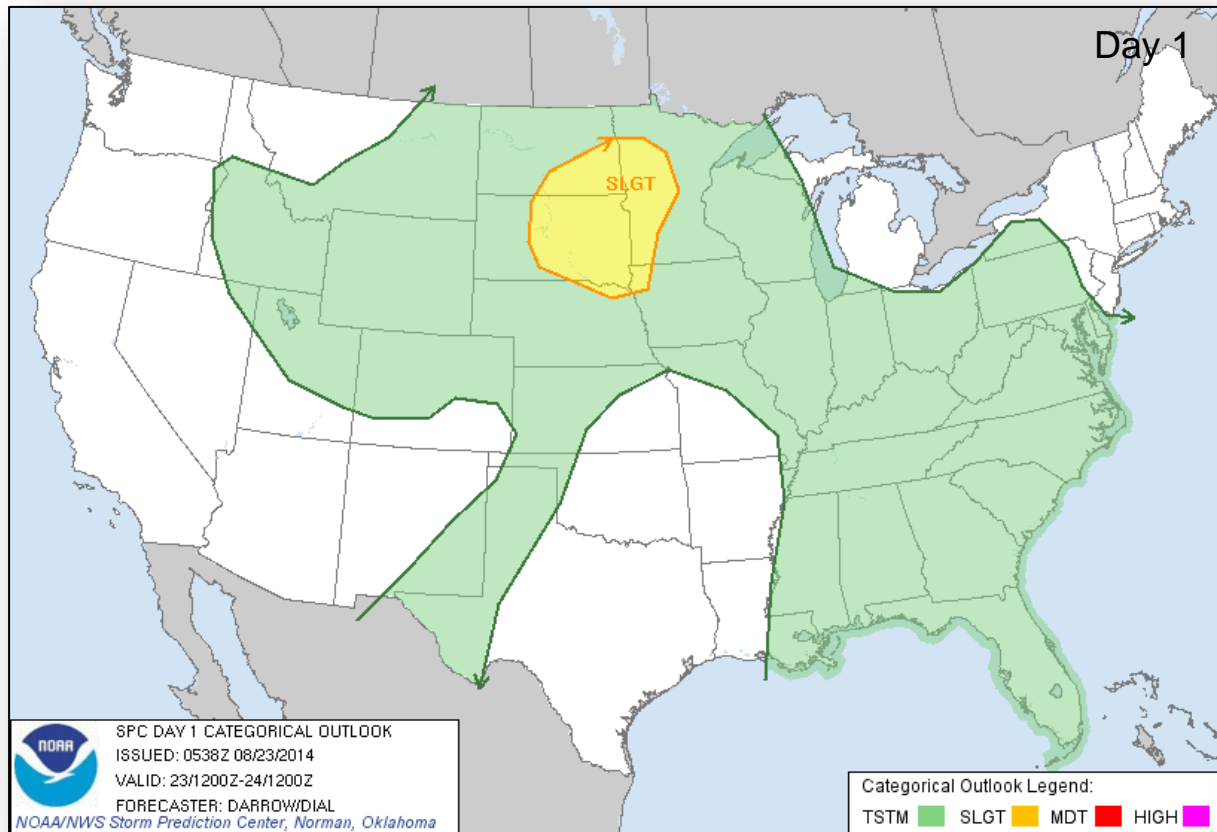 Day 1
SLGT
NOAA
SPC DAY 1 CATEGORICAL OUTLOOK
ISSUED: 0538Z 08/23/2014
VALID: 23/1200Z-24/1200Z
FORECASTER: DARROW/DIAL
NOAA/NWS Storm Prediction Center, Norman, Oklahoma
Categorical Outlook Legend:
TSTM SLGT MDT HIGH